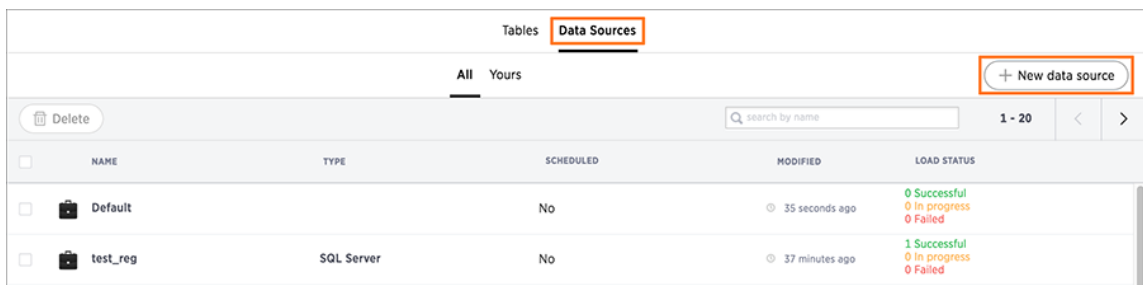 Tables Data Sources
All Yours + New data source
Delete search by name 1 - 20 < >
NAME TYPE SCHEDULED MODIFIED LOAD STATUS
Default No 35 seconds ago 0 Successful
0 In progress
0 Failed
test_reg SQL Server No 37 minutes ago 1 Successful
0 In progress
0 Failed